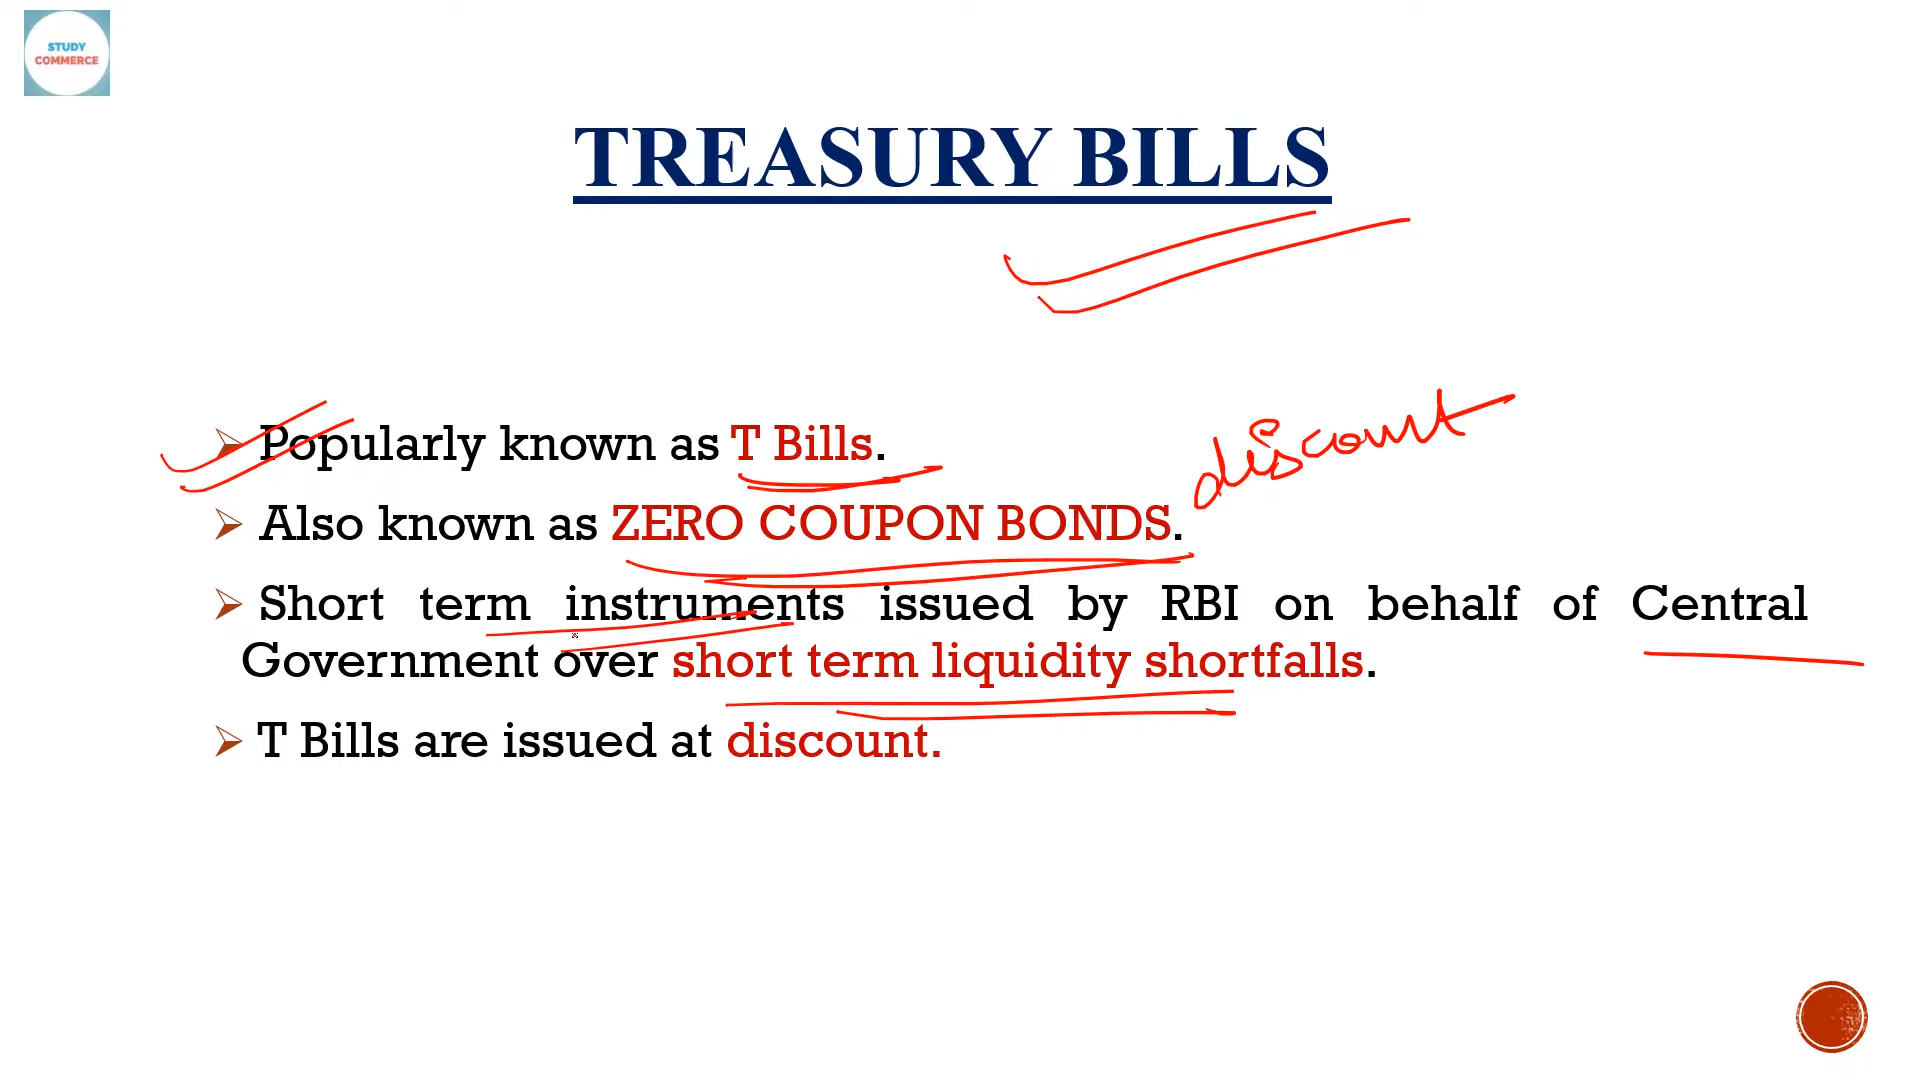 STUDY
COMMERCE
TREASURY BILLS
Popularly known as T Bills.
discount
Also known as ZERO COUPON BONDS.
Short term instruments issued by RBI on behalf of Central
Government over short term liquidity shortfalls.
T Bills are issued at discount.